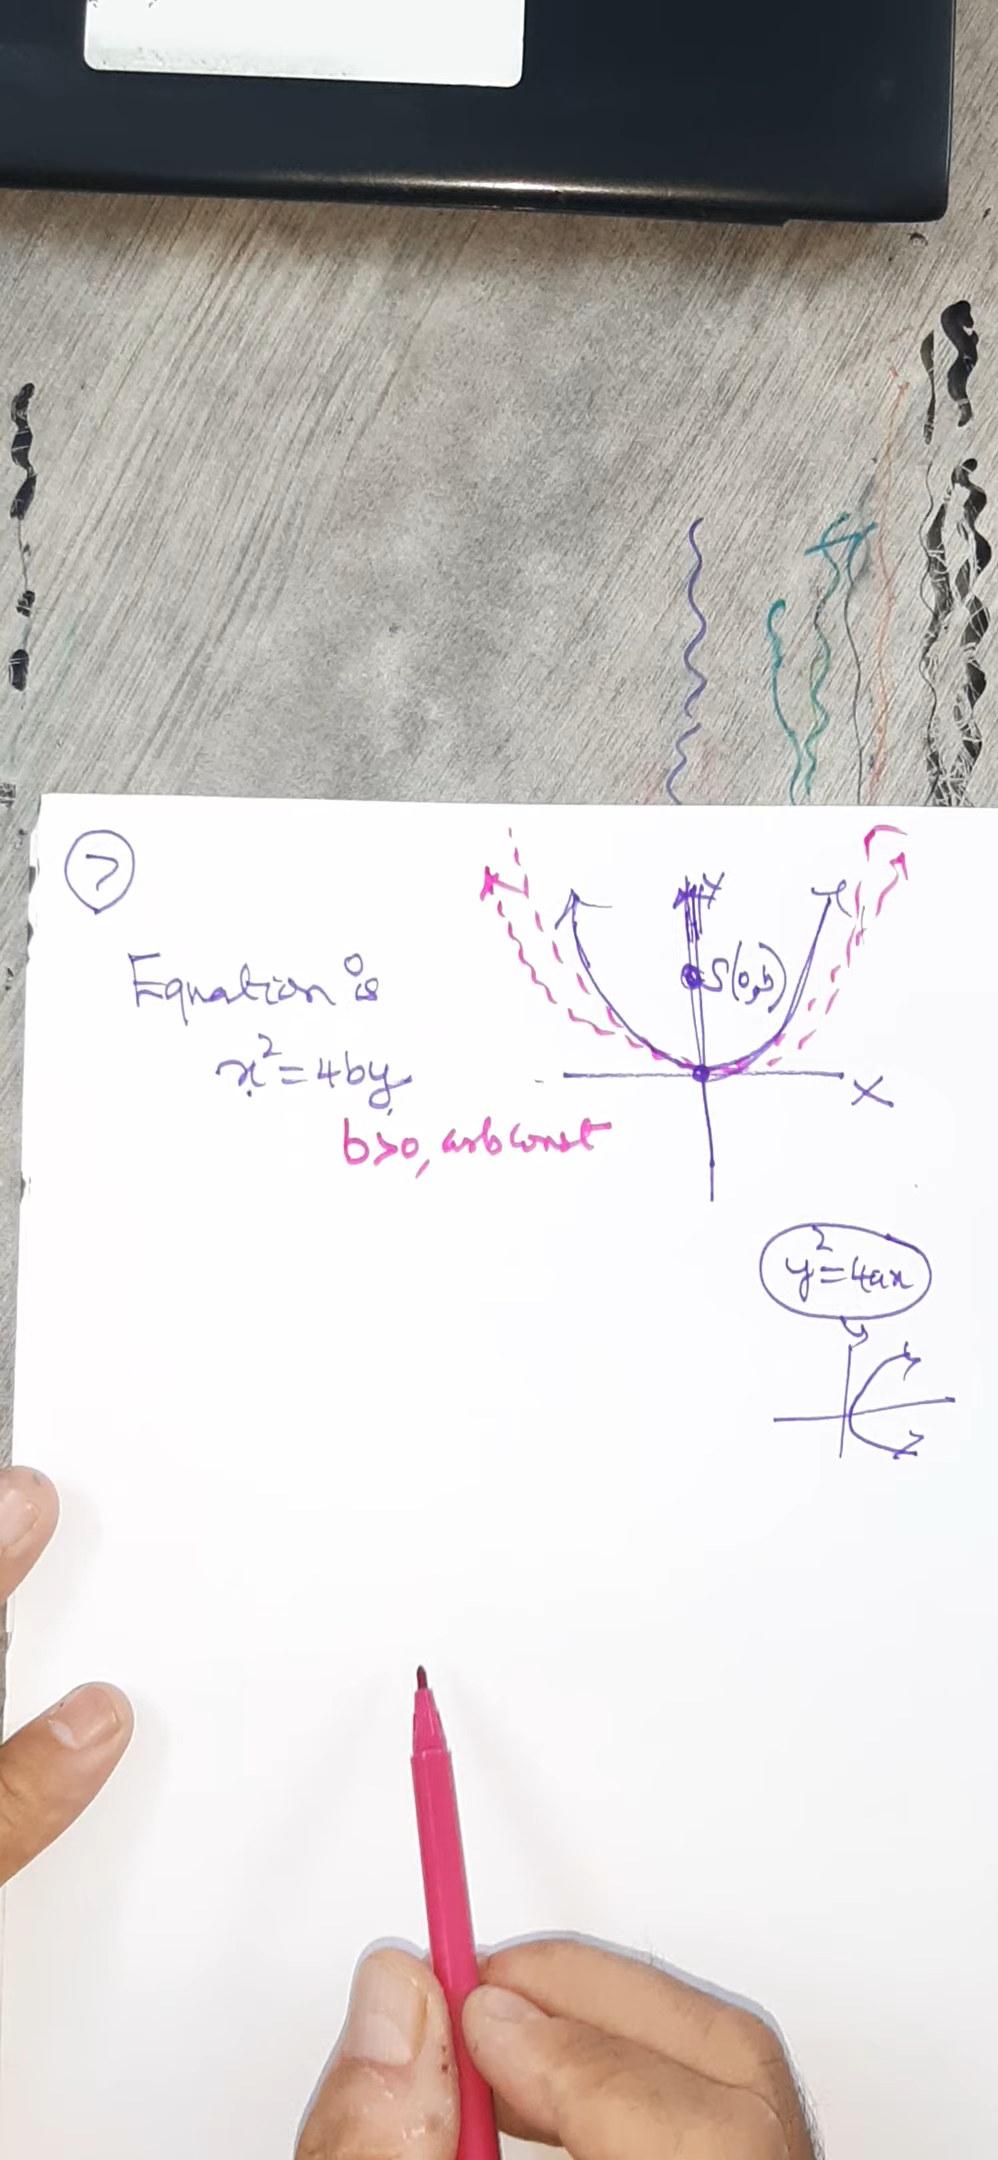 7
Equation is
x² = 4by
b>0, arb const
Y
S(0,b)
X
y² = 4ax